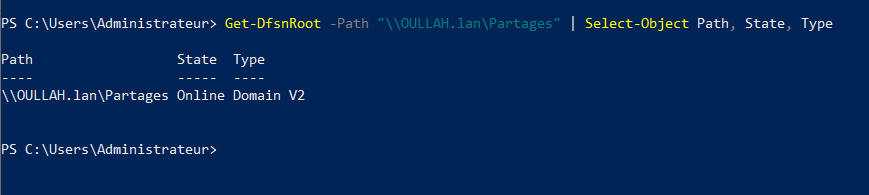 PS C:\Users\Administrateur> Get-DfsnRoot -Path "\\OULLAH.lan\Partages" | Select-Object Path, State, Type
Path State Type
---- ----- ----
\\OULLAH.lan\Partages Online Domain V2
PS C:\Users\Administrateur>